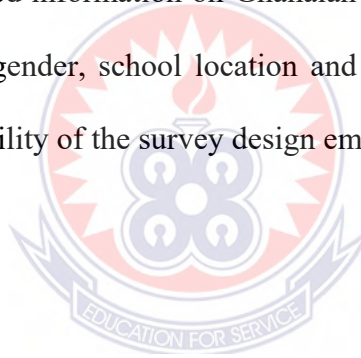 ed information on Ghanaian
gender, school location and
ility of the survey design em
EDUCATION FOR SERVICE